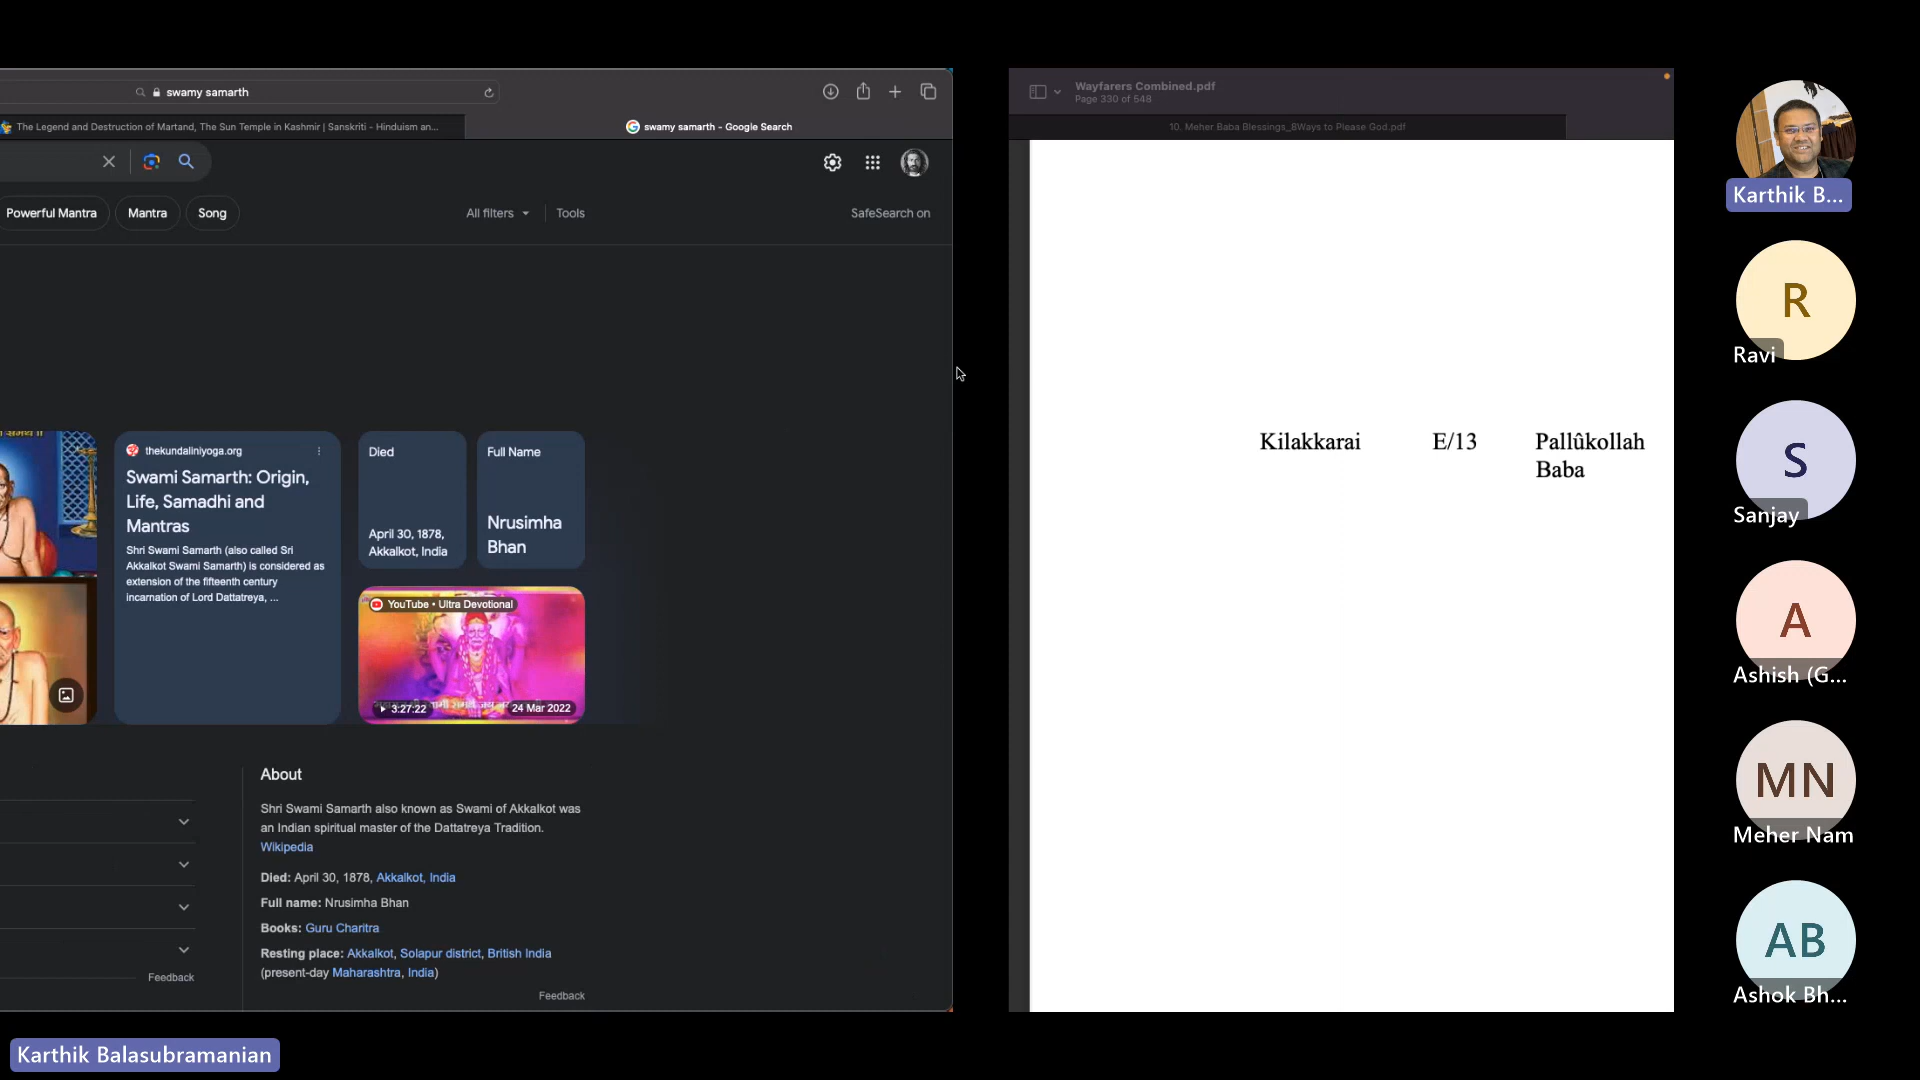 swamy samarth
The Legend and Destruction of Martand, The Sun Temple in Kashmir | Sanskriti - Hinduism an...
swamy samarth - Google Search
Powerful Mantra
Mantra
Song
All filters
Tools
SafeSearch on
thekundaliniyoga.org
Swami Samarth: Origin,
Life, Samadhi and
Mantras
Shri Swami Samarth (also called Sri
Akkalkot Swami Samarth) is considered as
extension of the fifteenth century
incarnation of Lord Dattatreya, ...
Died
April 30, 1878,
Akkalkot, India
Full Name
Nrusimha
Bhan
YouTube • Ultra Devotional
3:27:22
24 Mar 2022
About
Shri Swami Samarth also known as Swami of Akkalkot was
an Indian spiritual master of the Dattatreya Tradition.
Wikipedia
Died: April 30, 1878, Akkalkot, India
Full name: Nrusimha Bhan
Books: Guru Charitra
Resting place: Akkalkot, Solapur district, British India
(present-day Maharashtra, India)
Feedback
Feedback
Wayfarers Combined.pdf
Page 330 of 548
10. Meher Baba Blessings_8Ways to Please God.pdf
Kilakkarai E/13 Pallûkollah
Baba
Karthik B...
R
Ravi
S
Sanjay
A
Ashish (G...
MN
Meher Nam
AB
Ashok Bh...
Karthik Balasubramanian